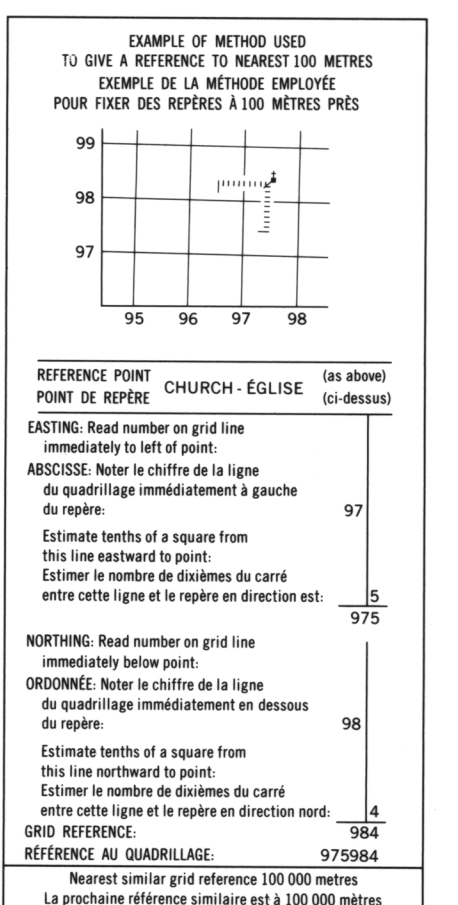 EXAMPLE OF METHOD USED
TO GIVE A REFERENCE TO NEAREST 100 METRES
EXEMPLE DE LA MÉTHODE EMPLOYÉE
POUR FIXER DES REPÈRES À 100 MÈTRES PRÈS
99
98
97
95 96 97 98
REFERENCE POINT CHURCH - ÉGLISE (as above)
POINT DE REPÈRE (ci-dessus)
EASTING: Read number on grid line
immediately to left of point:
ABSCISSE: Noter le chiffre de la ligne
du quadrillage immédiatement à gauche
du repère: 97
Estimate tenths of a square from
this line eastward to point:
Estimer le nombre de dixièmes du carré
entre cette ligne et le repère en direction est: 5
975
NORTHING: Read number on grid line
immediately below point:
ORDONNÉE: Noter le chiffre de la ligne
du quadrillage immédiatement en dessous
du repère: 98
Estimate tenths of a square from
this line northward to point:
Estimer le nombre de dixièmes du carré
entre cette ligne et le repère en direction nord: 4
GRID REFERENCE: 984
RÉFÉRENCE AU QUADRILLAGE: 975984
Nearest similar grid reference 100 000 metres
La prochaine référence similaire est à 100 000 mètres